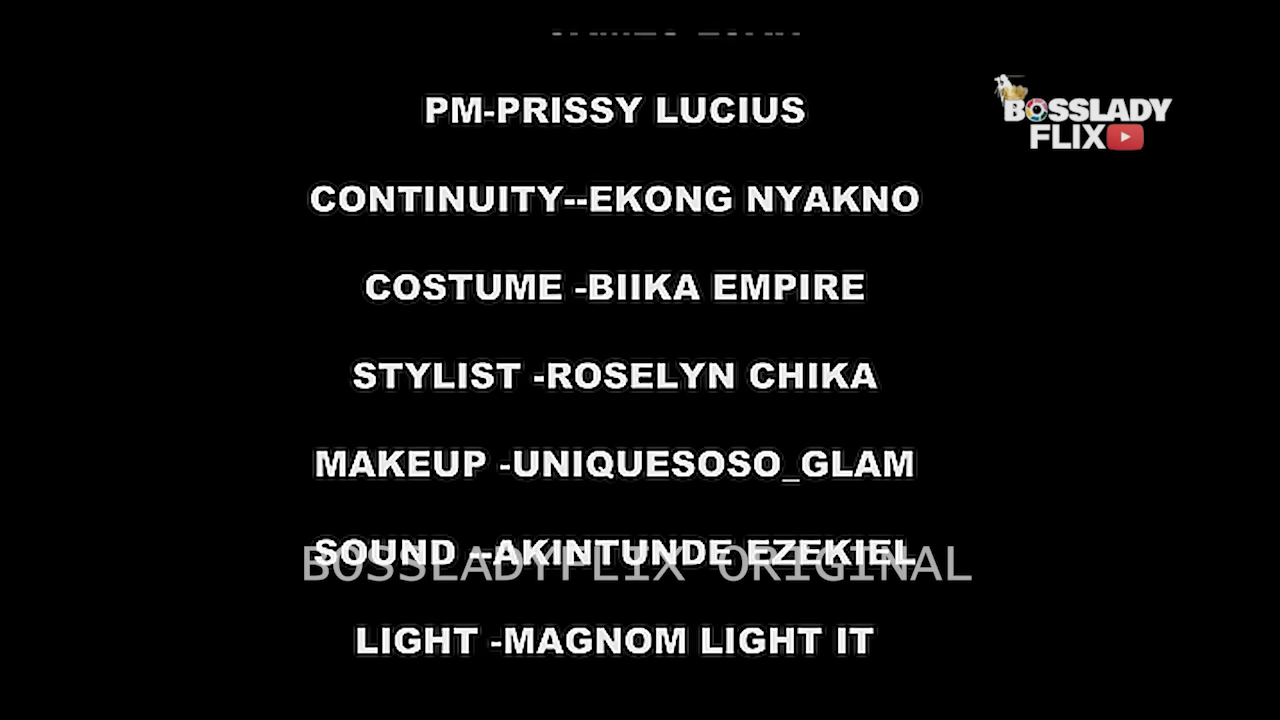 PM-PRISSY LUCIUS
BOSSLADY
FLIX
CONTINUITY--EKONG NYAKNO
COSTUME -BIIKA EMPIRE
STYLIST -ROSELYN CHIKA
MAKEUP -UNIQUESOSO_GLAM
SOUND --AKINTUNDE EZEKIEL
BOSSLADYFLIX ORIGINAL
LIGHT -MAGNOM LIGHT IT